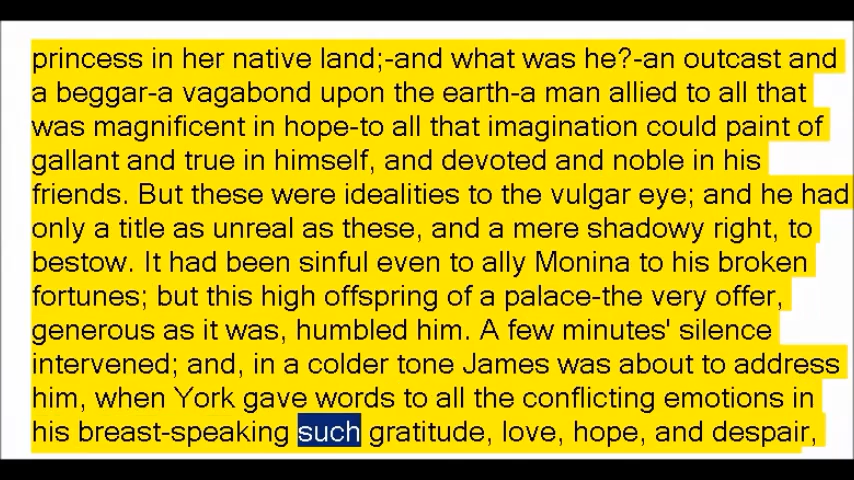 princess in her native land;-and what was he?-an outcast and
a beggar-a vagabond upon the earth-a man allied to all that
was magnificent in hope-to all that imagination could paint of
gallant and true in himself, and devoted and noble in his
friends. But these were idealities to the vulgar eye; and he had
only a title as unreal as these, and a mere shadowy right, to
bestow. It had been sinful even to ally Monina to his broken
fortunes; but this high offspring of a palace-the very offer,
generous as it was, humbled him. A few minutes' silence
intervened; and, in a colder tone James was about to address
him, when York gave words to all the conflicting emotions in
his breast-speaking such gratitude, love, hope, and despair,